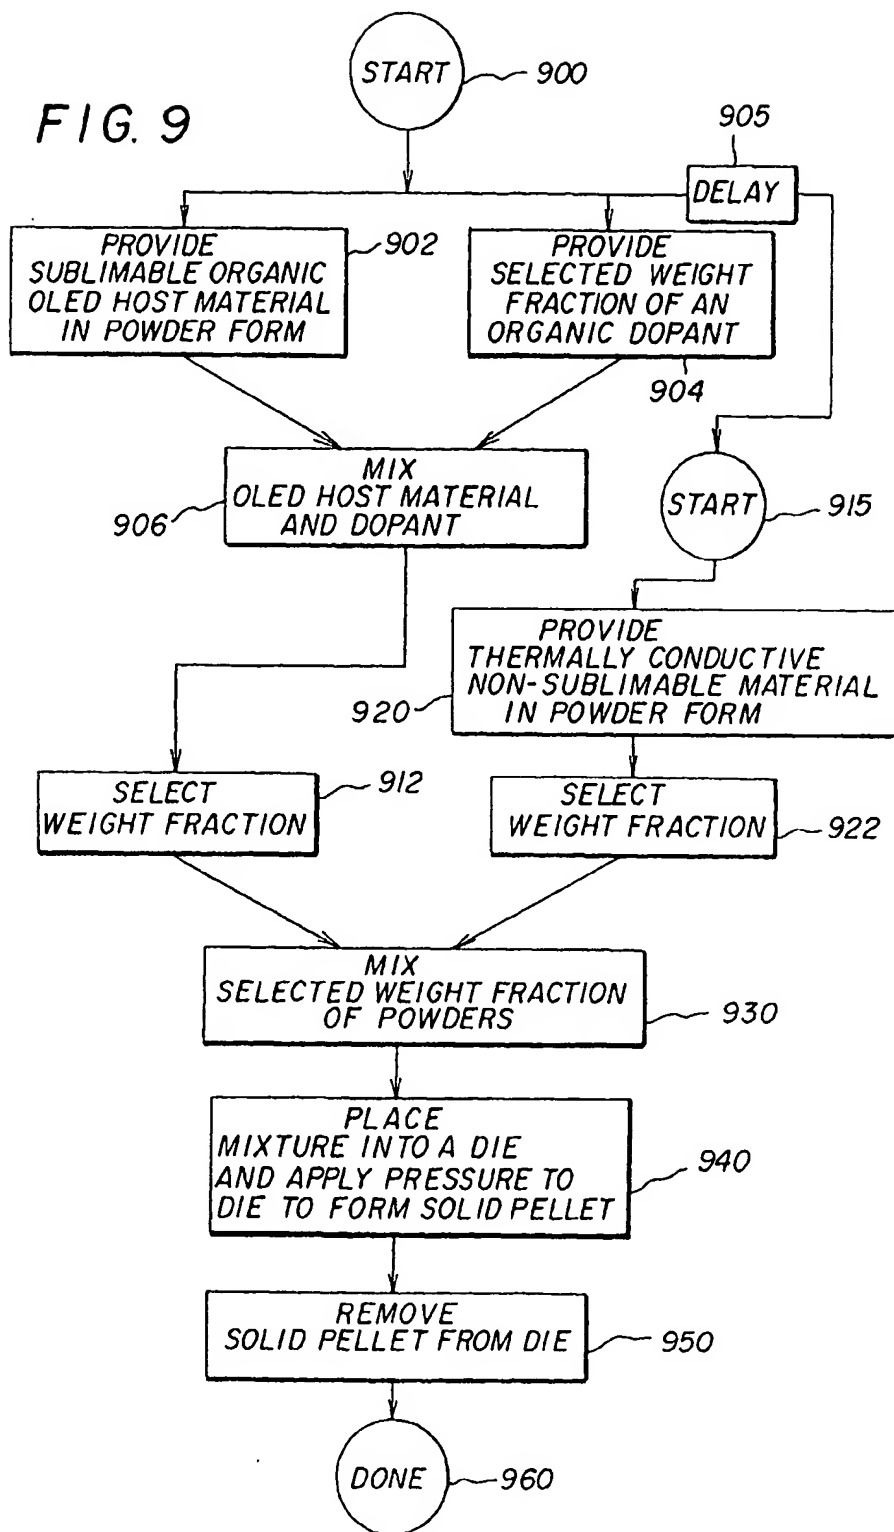 FIG. 9
START
900
905
DELAY
PROVIDE
SUBLIMABLE ORGANIC
OLED HOST MATERIAL
IN POWDER FORM
902
PROVIDE
SELECTED WEIGHT
FRACTION OF AN
ORGANIC DOPANT
904
MIX
OLED HOST MATERIAL
AND DOPANT
906
START
915
PROVIDE
THERMALLY CONDUCTIVE
NON-SUBLIMABLE MATERIAL
IN POWDER FORM
920
SELECT
WEIGHT FRACTION
912
SELECT
WEIGHT FRACTION
922
MIX
SELECTED WEIGHT FRACTION
OF POWDERS
930
PLACE
MIXTURE INTO A DIE
AND APPLY PRESSURE TO
DIE TO FORM SOLID PELLET
940
REMOVE
SOLID PELLET FROM DIE
950
DONE
960